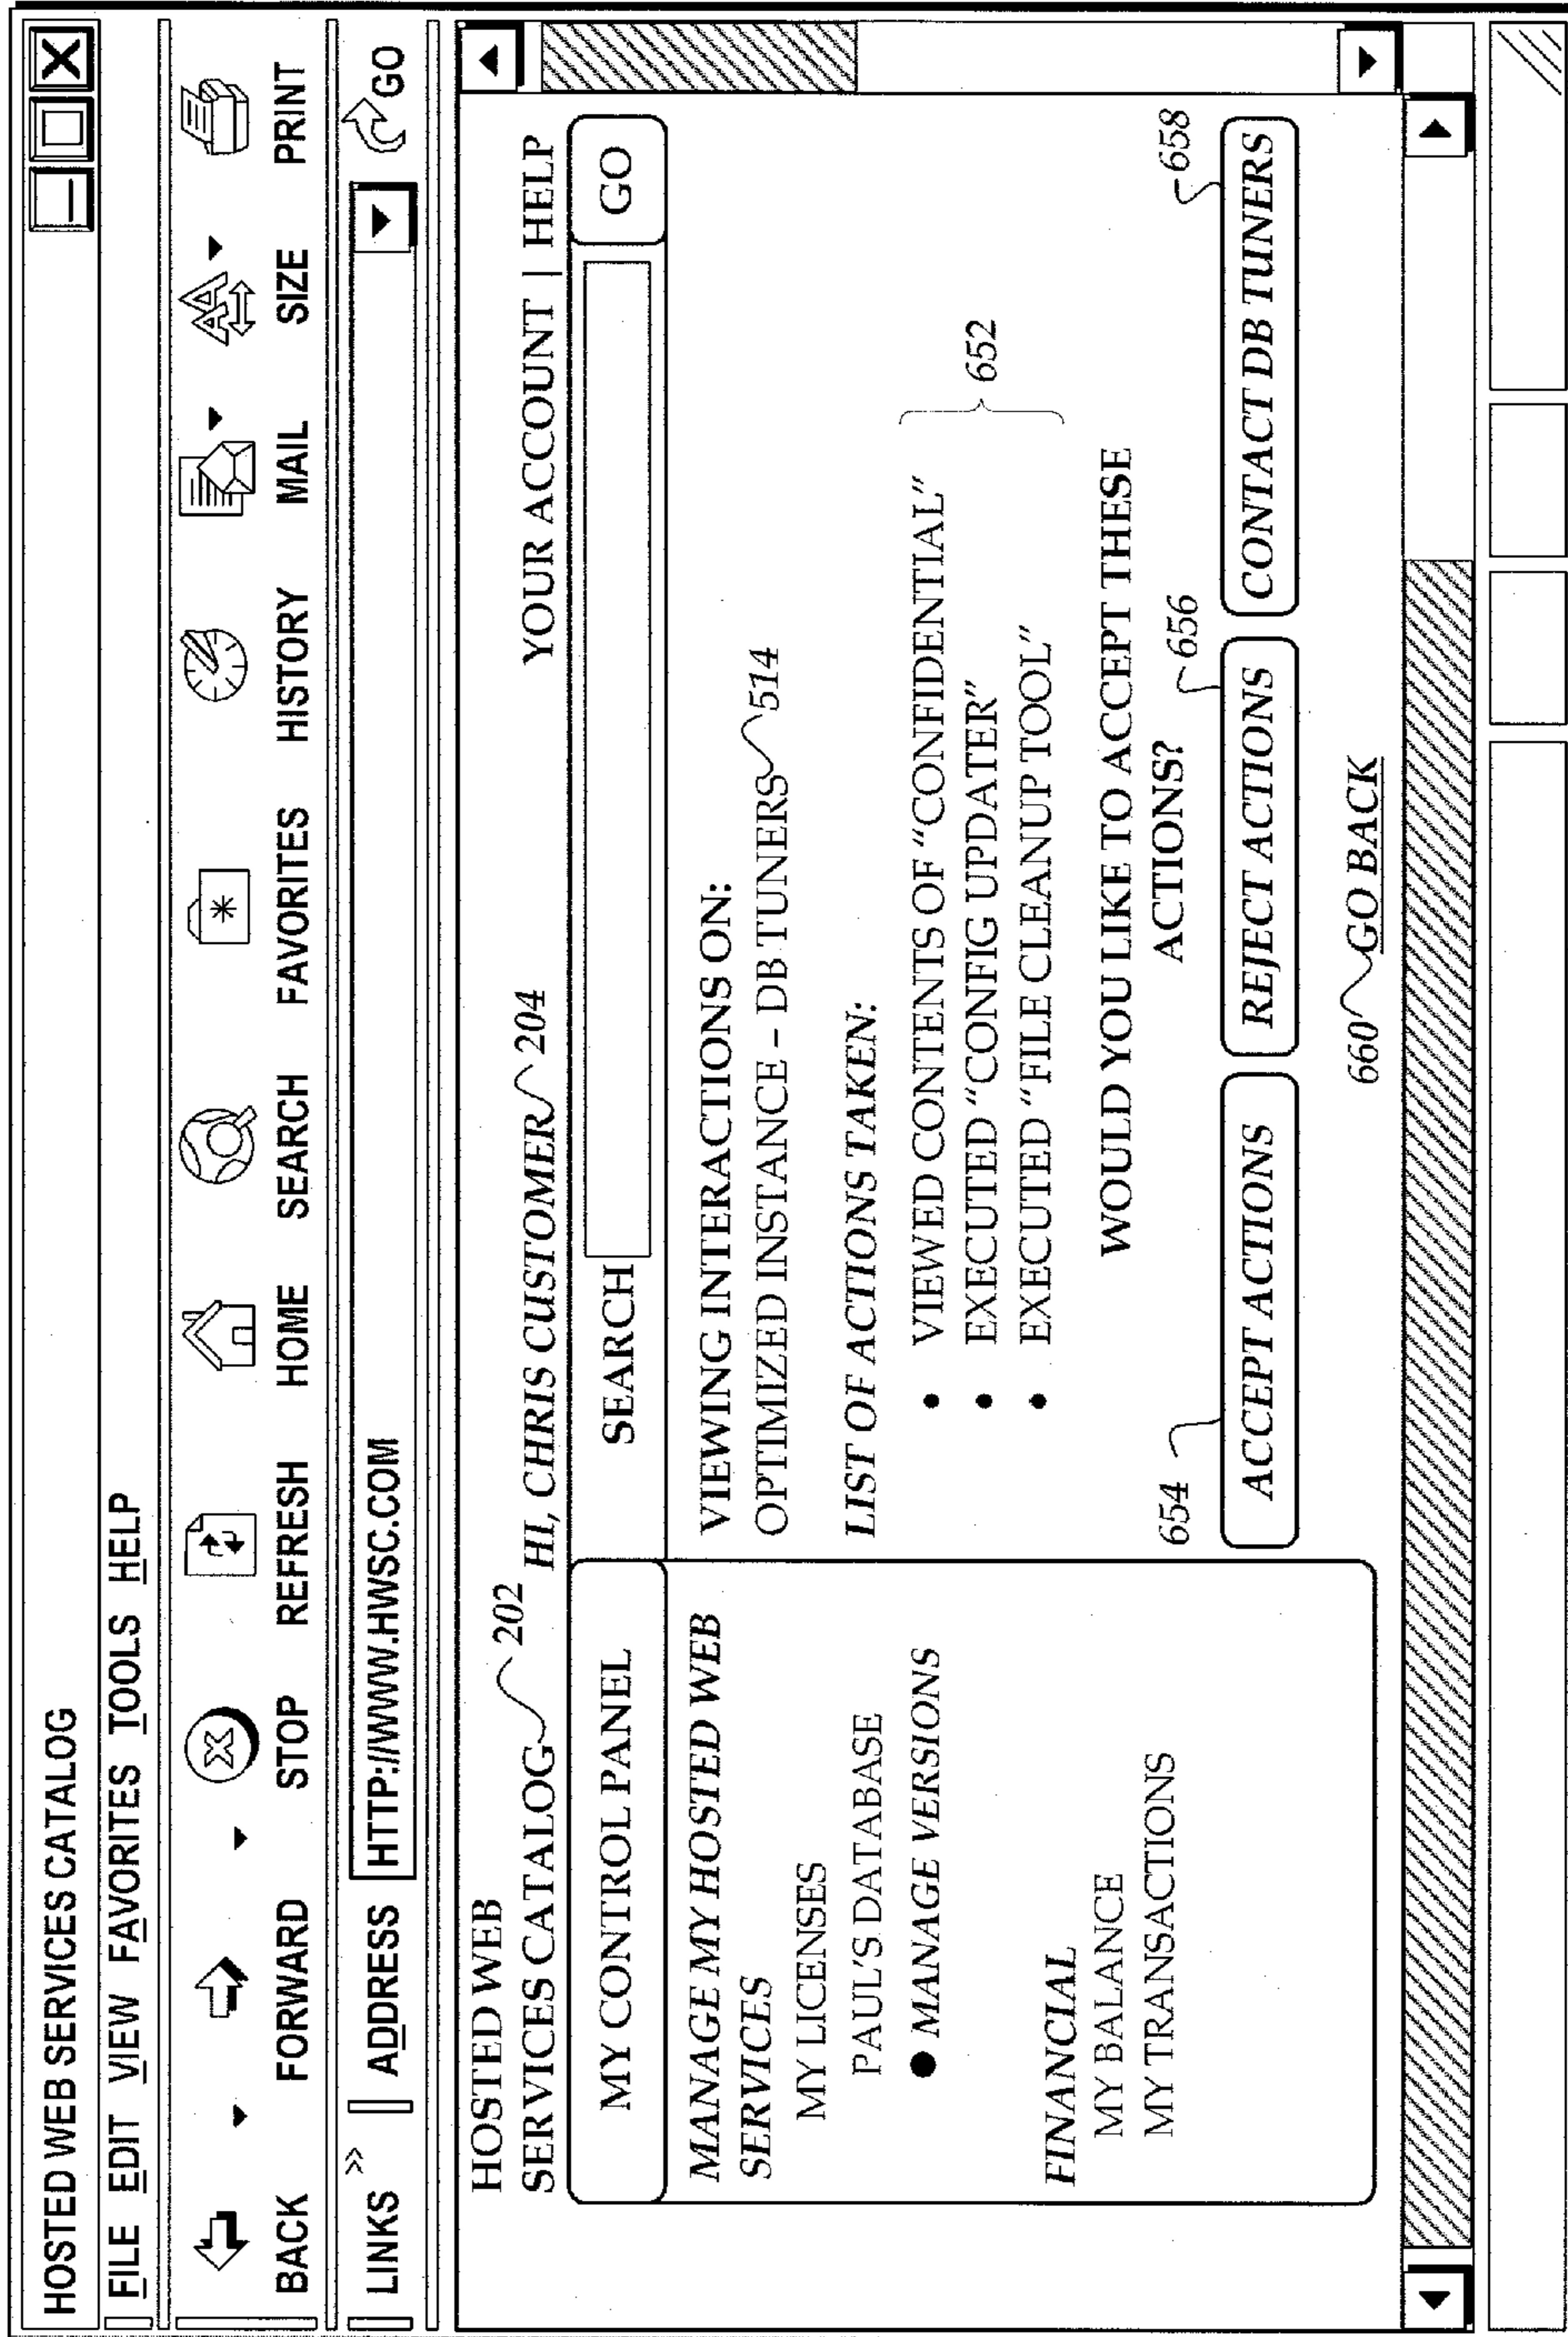 HOSTED WEB SERVICES CATALOG
FILE EDIT VIEW FAVORITES TOOLS HELP
BACK FORWARD STOP REFRESH HOME SEARCH FAVORITES HISTORY MAIL SIZE PRINT
LINKS » ADDRESS HTTP://WWW.HWSC.COM GO
HOSTED WEB
SERVICES CATALOG 202 HI, CHRIS CUSTOMER 204 YOUR ACCOUNT | HELP
MY CONTROL PANEL
SEARCH GO
MANAGE MY HOSTED WEB
SERVICES
MY LICENSES
PAUL'S DATABASE
● MANAGE VERSIONS
FINANCIAL
MY BALANCE
MY TRANSACTIONS
VIEWING INTERACTIONS ON:
OPTIMIZED INSTANCE – DB TUNERS 514
LIST OF ACTIONS TAKEN:
• VIEWED CONTENTS OF "CONFIDENTIAL"
• EXECUTED "CONFIG UPDATER"
• EXECUTED "FILE CLEANUP TOOL"
652
WOULD YOU LIKE TO ACCEPT THESE
ACTIONS?
654 656 658
ACCEPT ACTIONS REJECT ACTIONS CONTACT DB TUNERS
660 GO BACK